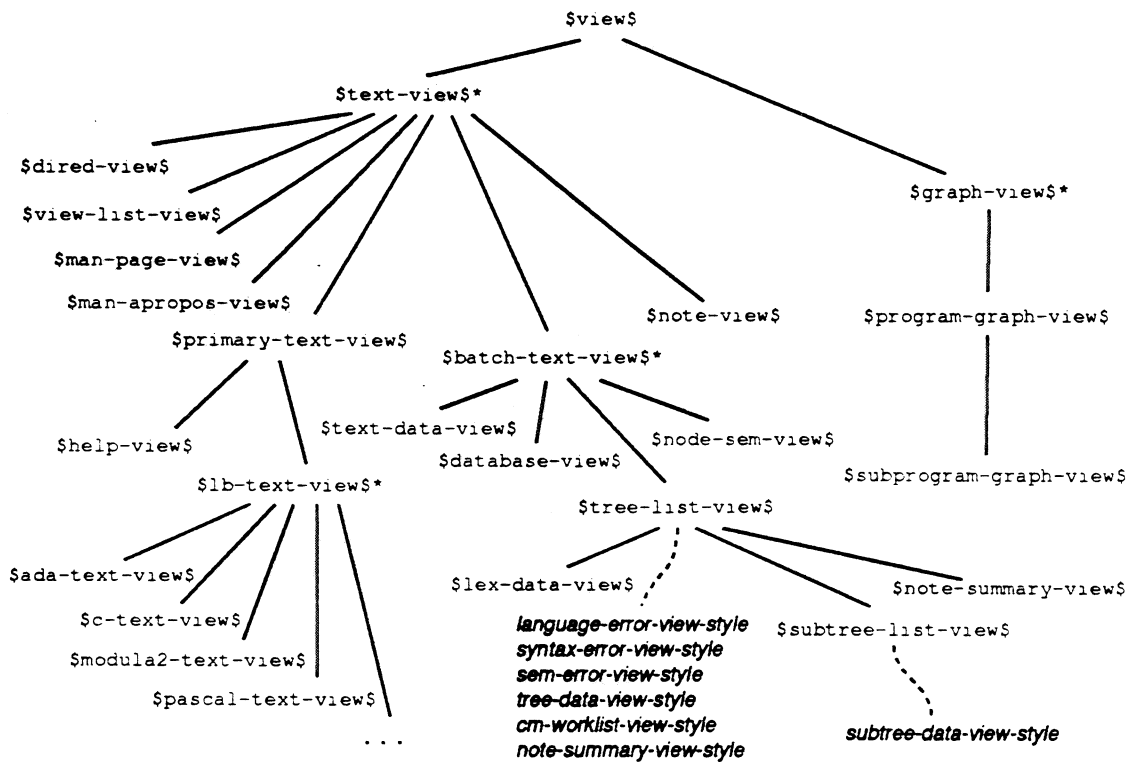 $view$
$text-view$*
$dired-view$
$graph-view$*
$view-list-view$
$man-page-view$
$man-apropos-view$
$note-view$
$program-graph-view$
$primary-text-view$
$batch-text-view$*
$text-data-view$
$node-sem-view$
$help-view$
$database-view$
$subprogram-graph-view$
$lb-text-view$*
$tree-list-view$
$ada-text-view$
$lex-data-view$
$note-summary-view$
$c-text-view$
language-error-view-style
$subtree-list-view$
syntax-error-view-style
$modula2-text-view$
sem-error-view-style
$pascal-text-view$
tree-data-view-style
cm-worklist-view-style
subtree-data-view-style
. . .
note-summary-view-style